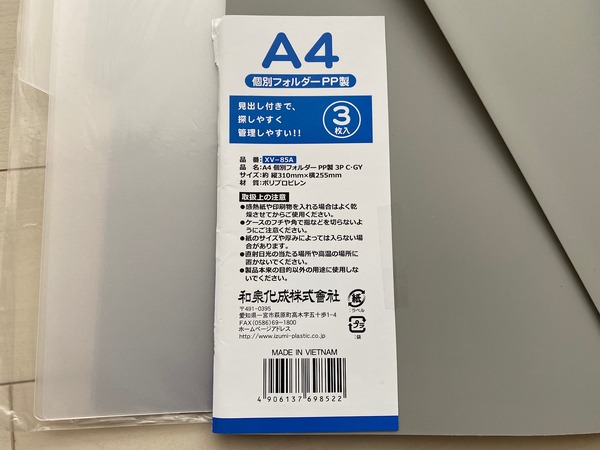 A4
個別フォルダーPP製
見出し付きで、
探しやすく
管理しやすい!!
3
枚入
品 番:XV-85A
品 名:A4 個別フォルダー PP製 3P C・GY
サイズ:約 縦310mm×横255mm
材 質:ポリプロピレン
取扱上の注意
●感熱紙や印刷物を入れる場合はよく乾
燥させてからご使用ください。
●ケースのフチや角で指などを切らないよ
うにご注意ください。
●紙のサイズや厚みによっては入らない場
合があります。
●直射日光の当たる場所や高温の場所に
置かないでください。
●製品本来の目的以外の用途に使用しな
いでください。
和泉化成株式會社
〒491-0395
愛知県一宮市萩原町高木字五十歩1-4
FAX(0586)69-1800
ホームページアドレス
http://www.izumi-plastic.co.jp
紙
ラベル
プラ
袋
MADE IN VIETNAM
4 906137 698522